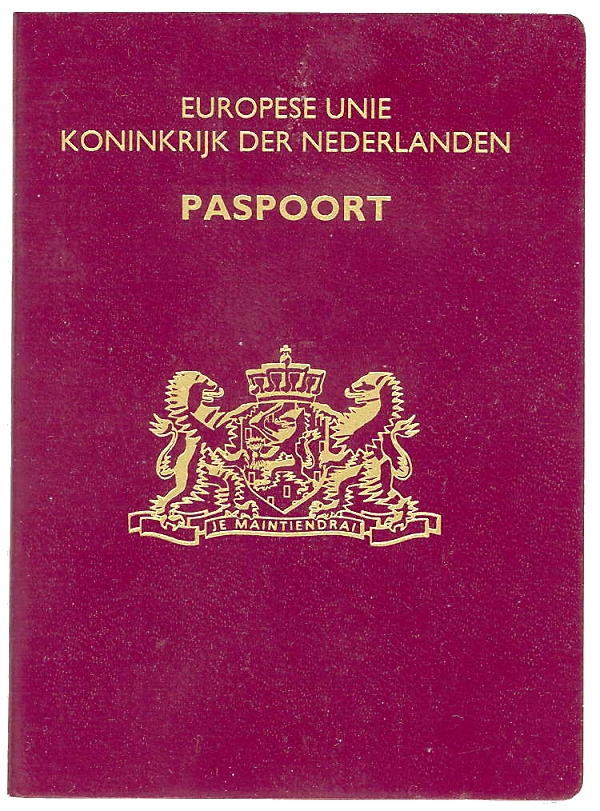 EUROPESE UNIE
KONINKRIJK DER NEDERLANDEN
PASPOORT
JE MAINTIENDRAI